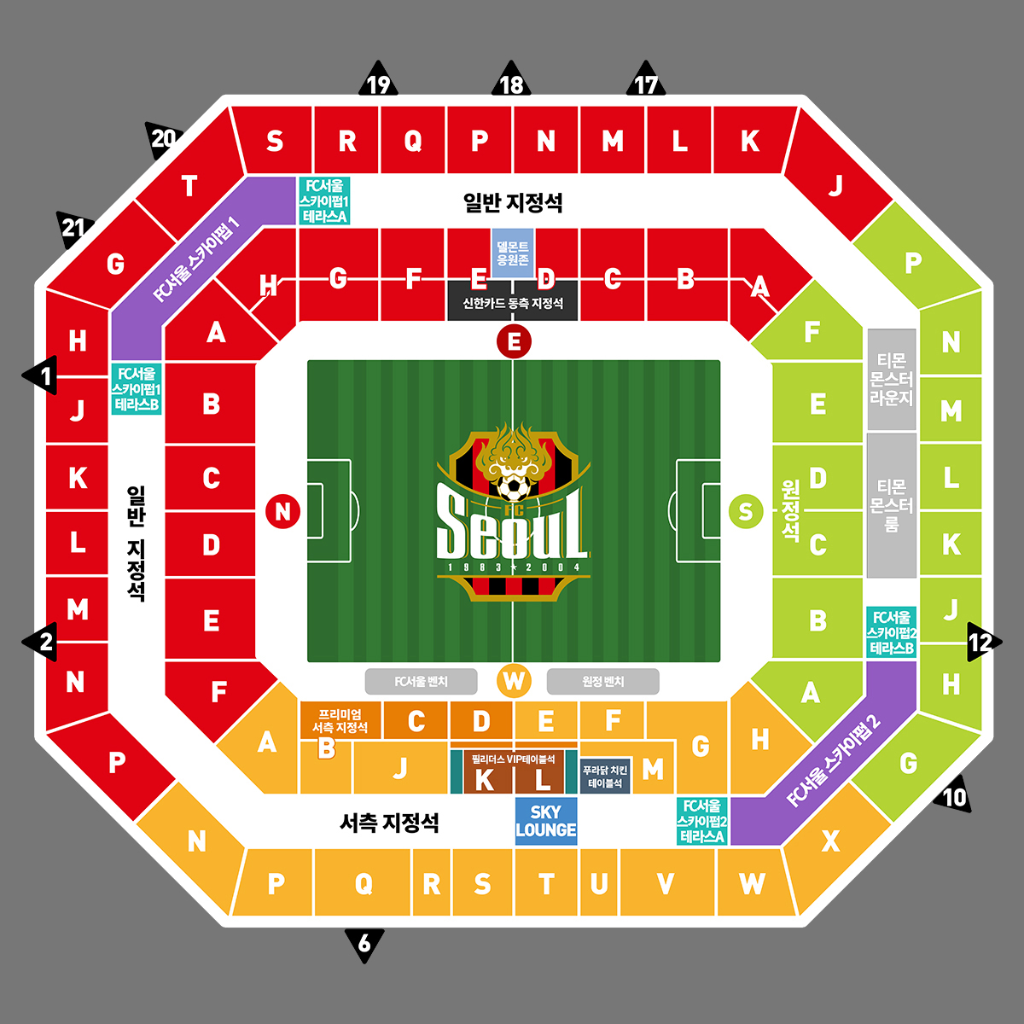 19
18
17
20
S
R
Q
P
N
M
L
K
T
J
FC서울
스카이펍1
테라스A
일반 지정석
21
FC서울 스카이펍 1
G
P
델몬트
응원존
H
G
F
E
D
C
B
A
신한카드 동측 지정석
H
A
E
F
N
티몬
몬스터
라운지
1
FC서울
스카이펍1
테라스B
J
B
E
M
K
C
D
L
일반 지정석
원정석
티몬
몬스터
룸
N
S
FC
Seoul
1983 ★ 2004
L
D
C
K
M
E
B
J
FC서울
스카이펍2
테라스B
2
12
N
F
FC서울 벤치
W
원정 벤치
A
H
프리미엄
서측 지정석
C
D
E
F
A
B
G
H
P
J
필리더스 VIP테이블석
K
L
푸라닭 치킨
테이블석
M
FC서울 스카이펍 2
G
10
서측 지정석
SKY
LOUNGE
FC서울
스카이펍2
테라스A
N
X
P
Q
R
S
T
U
V
W
6